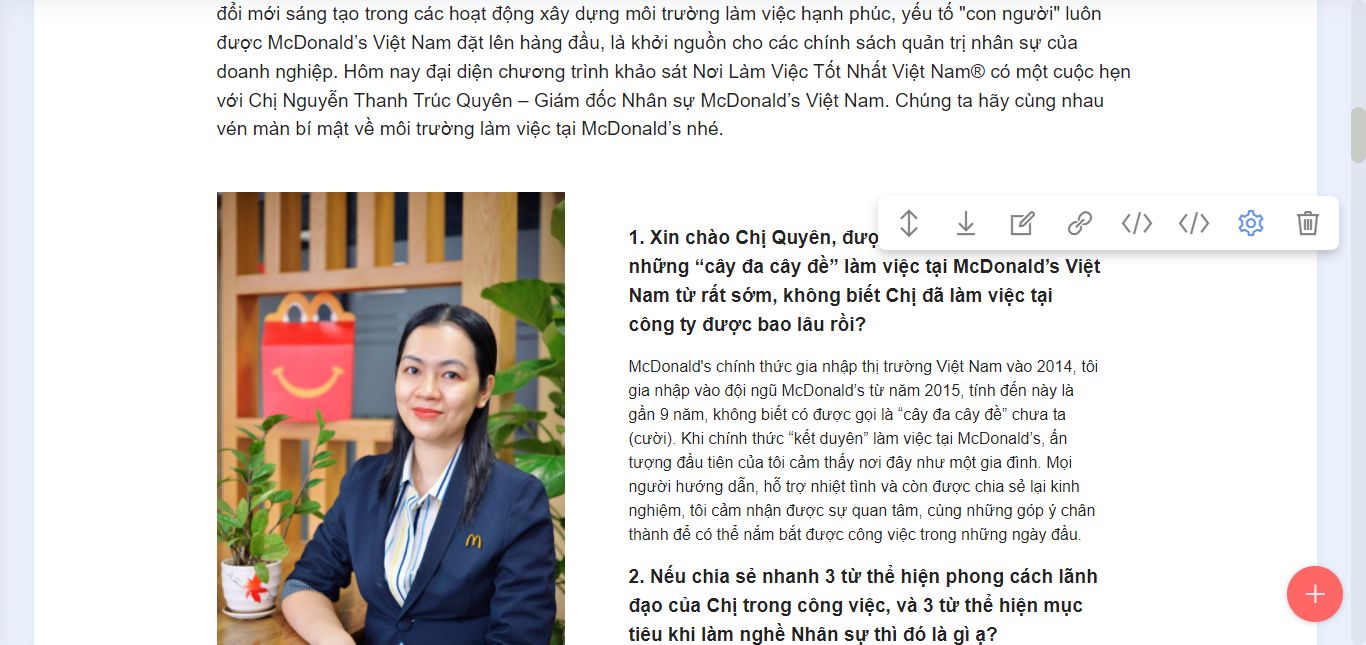 đổi mới sáng tạo trong các hoạt động xây dựng môi trường làm việc hạnh phúc, yếu tố "con người" luôn
được McDonald’s Việt Nam đặt lên hàng đầu, là khởi nguồn cho các chính sách quản trị nhân sự của
doanh nghiệp. Hôm nay đại diện chương trình khảo sát Nơi Làm Việc Tốt Nhất Việt Nam® có một cuộc hẹn
với Chị Nguyễn Thanh Trúc Quyên – Giám đốc Nhân sự McDonald’s Việt Nam. Chúng ta hãy cùng nhau
vén màn bí mật về môi trường làm việc tại McDonald’s nhé.
1. Xin chào Chị Quyên, đượ
những “cây đa cây đề” làm việc tại McDonald’s Việt
Nam từ rất sớm, không biết Chị đã làm việc tại
công ty được bao lâu rồi?
McDonald's chính thức gia nhập thị trường Việt Nam vào 2014, tôi
gia nhập vào đội ngũ McDonald’s từ năm 2015, tính đến này là
gần 9 năm, không biết có được gọi là “cây đa cây đề” chưa ta
(cười). Khi chính thức “kết duyên” làm việc tại McDonald’s, ấn
tượng đầu tiên của tôi cảm thấy nơi đây như một gia đình. Mọi
người hướng dẫn, hỗ trợ nhiệt tình và còn được chia sẻ lại kinh
nghiệm, tôi cảm nhận được sự quan tâm, cùng những góp ý chân
thành để có thể nắm bắt được công việc trong những ngày đầu.
2. Nếu chia sẻ nhanh 3 từ thể hiện phong cách lãnh
đạo của Chị trong công việc, và 3 từ thể hiện mục
tiêu khi làm nghề Nhân sự thì đó là gì ạ?